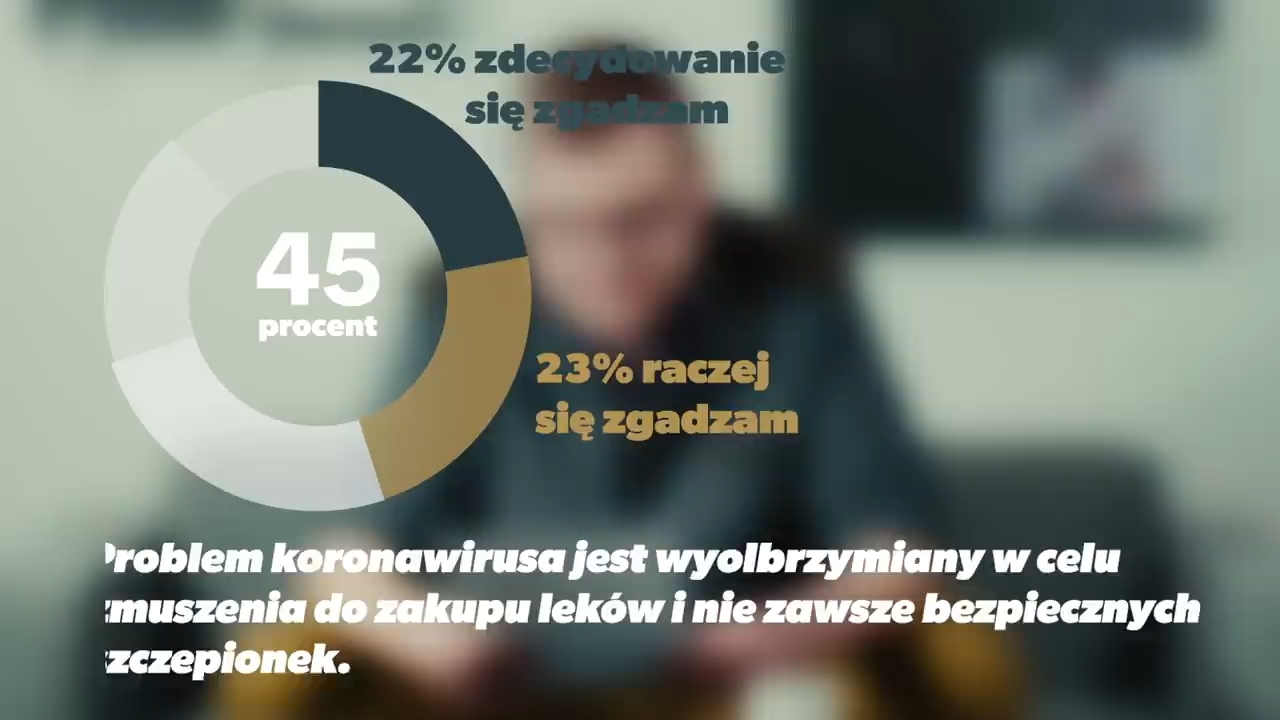 22% zdecydowanie
się zgadzam
45
procent
23% raczej
się zgadzam
Problem koronawirusa jest wyolbrzymiany w celu
zmuszenia do zakupu leków i nie zawsze bezpiecznych
szczepionek.